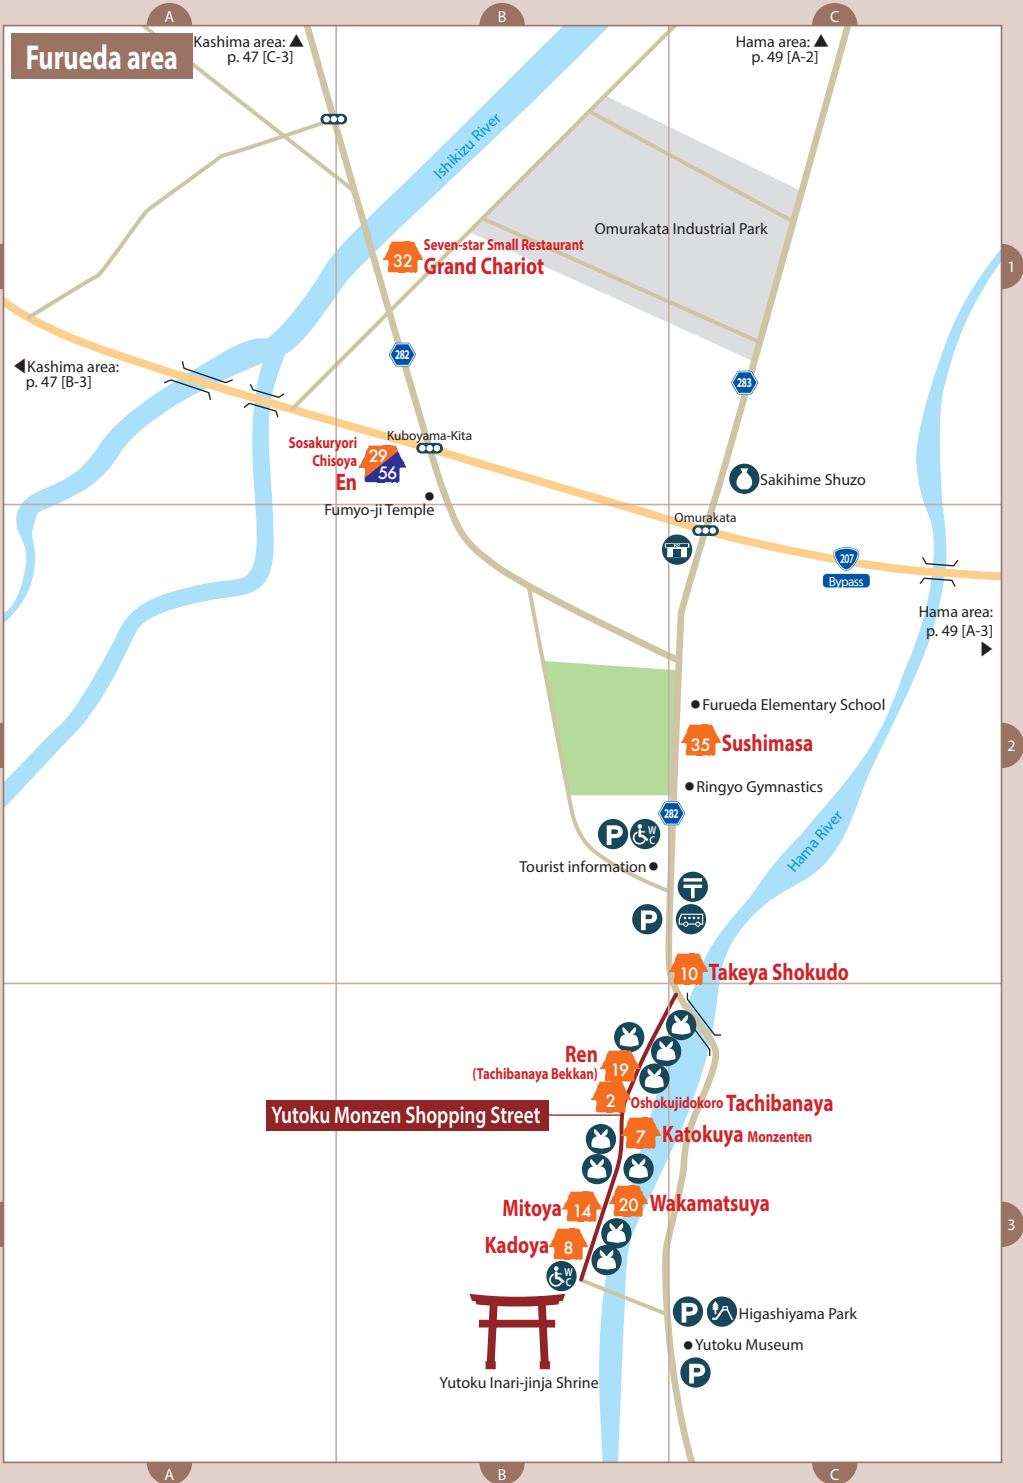 A
B
C
Furueda area
Kashima area: ▲
p. 47 [C-3]
Hama area: ▲
p. 49 [A-2]
Ishikizu River
Omurakata Industrial Park
32
Seven-star Small Restaurant
Grand Chariot
1
282
◀Kashima area:
p. 47 [B-3]
283
Kuboyama-Kita
Sosakuryori
Chisoya
En
29
56
Sakihime Shuzo
Fumyo-ji Temple
Omurakata
207
Bypass
Hama area:
p. 49 [A-3]
▶
Furueda Elementary School
35
Sushimasa
2
Ringyo Gymnastics
282
Hama River
P
WC
Tourist information
P
10
Takeya Shokudo
Ren
(Tachibanaya Bekkan)
19
2
Oshokujidokoro Tachibanaya
Yutoku Monzen Shopping Street
7
Katokuya Monzenten
Mitoya
14
20
Wakamatsuya
3
Kadoya
8
WC
P
Higashiyama Park
Yutoku Museum
P
Yutoku Inari-jinja Shrine
A
B
C